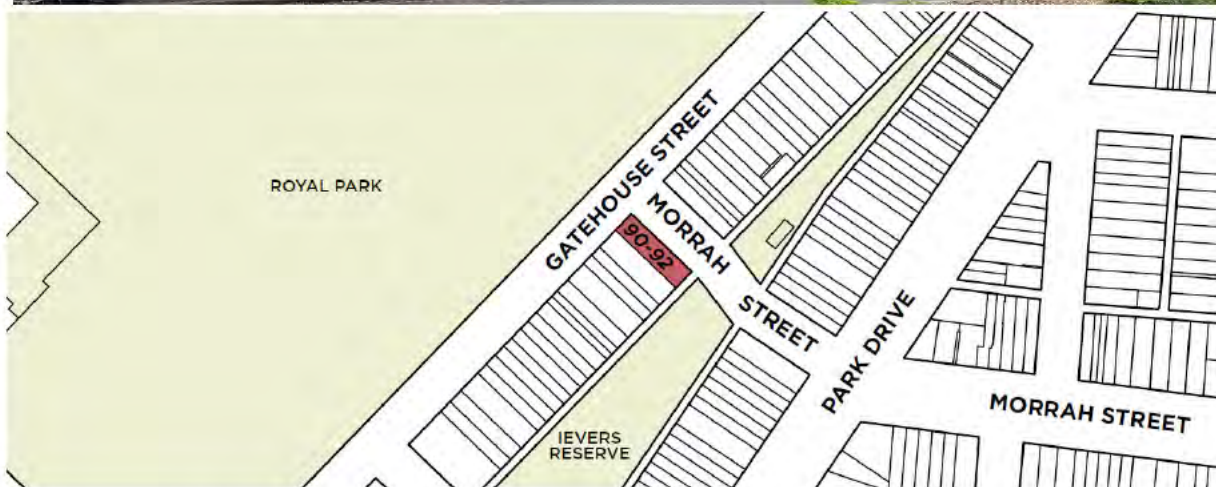 ROYAL PARK
GATEHOUSE STREET
MORRAH
STREET
90-92
PARK DRIVE
MORRAH STREET
IEVERS
RESERVE